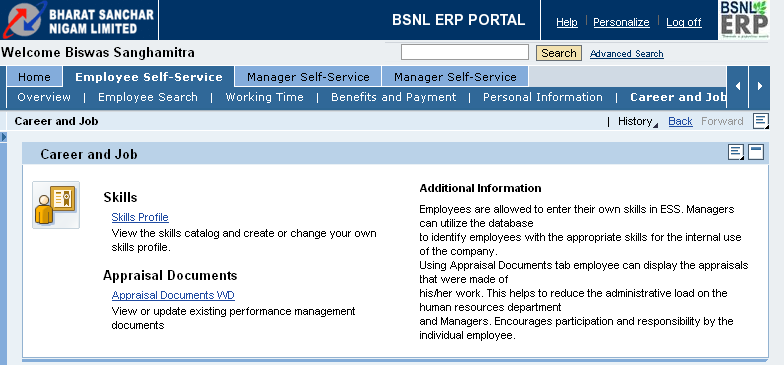 BHARAT SANCHAR
NIGAM LIMITED
BSNL ERP PORTAL
Help Personalize Log off
BSNL
ERP
Welcome Biswas Sanghamitra
Search Advanced Search
Home Employee Self-Service Manager Self-Service Manager Self-Service
Overview | Employee Search | Working Time | Benefits and Payment | Personal Information | Career and Job
Career and Job
| History Back Forward
Career and Job
Skills
Skills Profile
View the skills catalog and create or change your own
skills profile.
Appraisal Documents
Appraisal Documents WD
View or update existing performance management
documents
Additional Information
Employees are allowed to enter their own skills in ESS. Managers
can utilize the database
to identify employees with the appropriate skills for the internal use
of the company.
Using Appraisal Documents tab employee can display the appraisals
that were made of
his/her work. This helps to reduce the administrative load on the
human resources department
and Managers. Encourages participation and responsibility by the
individual employee.